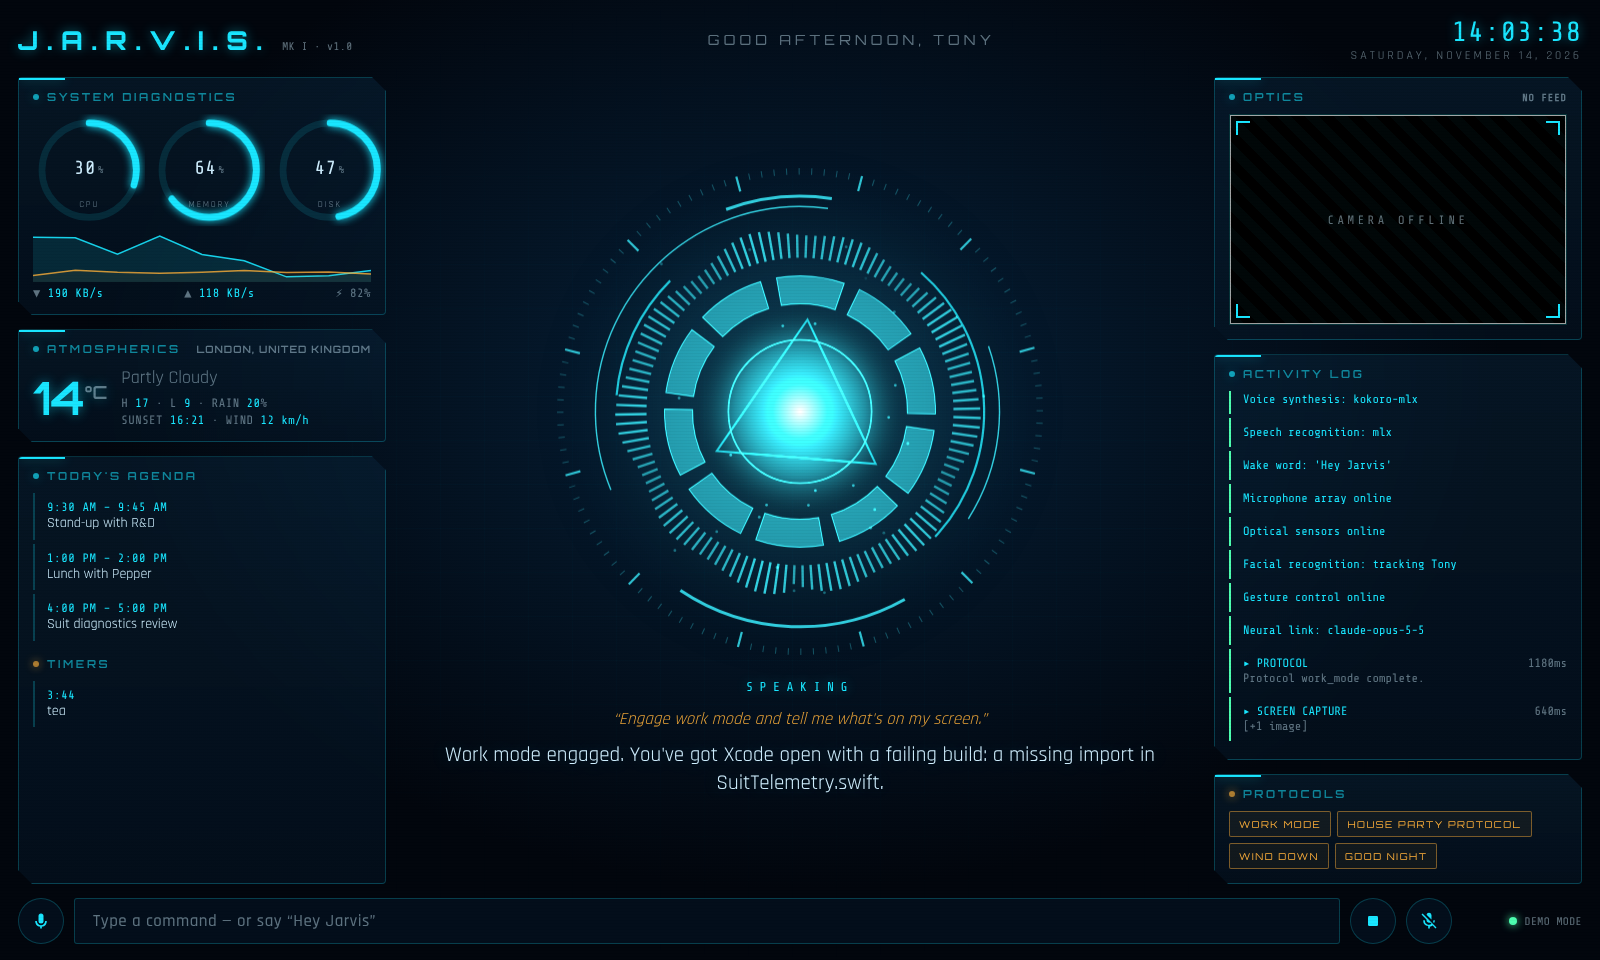 J.A.R.V.I.S. MK I · v1.0
GOOD AFTERNOON, TONY
14:03:38
SATURDAY, NOVEMBER 14, 2026
SYSTEM DIAGNOSTICS
30% 64% 47%
CPU MEMORY DISK
▼ 190 KB/s ▲ 118 KB/s ⚡ 82%
ATMOSPHERICS LONDON, UNITED KINGDOM
14°C
Partly Cloudy
H 17 · L 9 · RAIN 20%
SUNSET 16:21 · WIND 12 km/h
TODAY'S AGENDA
9:30 AM – 9:45 AM
Stand-up with R&D
1:00 PM – 2:00 PM
Lunch with Pepper
4:00 PM – 5:00 PM
Suit diagnostics review
TIMERS
3:44
tea
SPEAKING
“Engage work mode and tell me what's on my screen.”
Work mode engaged. You've got Xcode open with a failing build: a missing import in
SuitTelemetry.swift.
OPTICS NO FEED
CAMERA OFFLINE
ACTIVITY LOG
Voice synthesis: kokoro-mlx
Speech recognition: mlx
Wake word: 'Hey Jarvis'
Microphone array online
Optical sensors online
Facial recognition: tracking Tony
Gesture control online
Neural link: claude-opus-5-5
▸ PROTOCOL 1180ms
Protocol work_mode complete.
▸ SCREEN CAPTURE 640ms
[+1 image]
PROTOCOLS
WORK MODE HOUSE PARTY PROTOCOL
WIND DOWN GOOD NIGHT
Type a command — or say “Hey Jarvis”
DEMO MODE